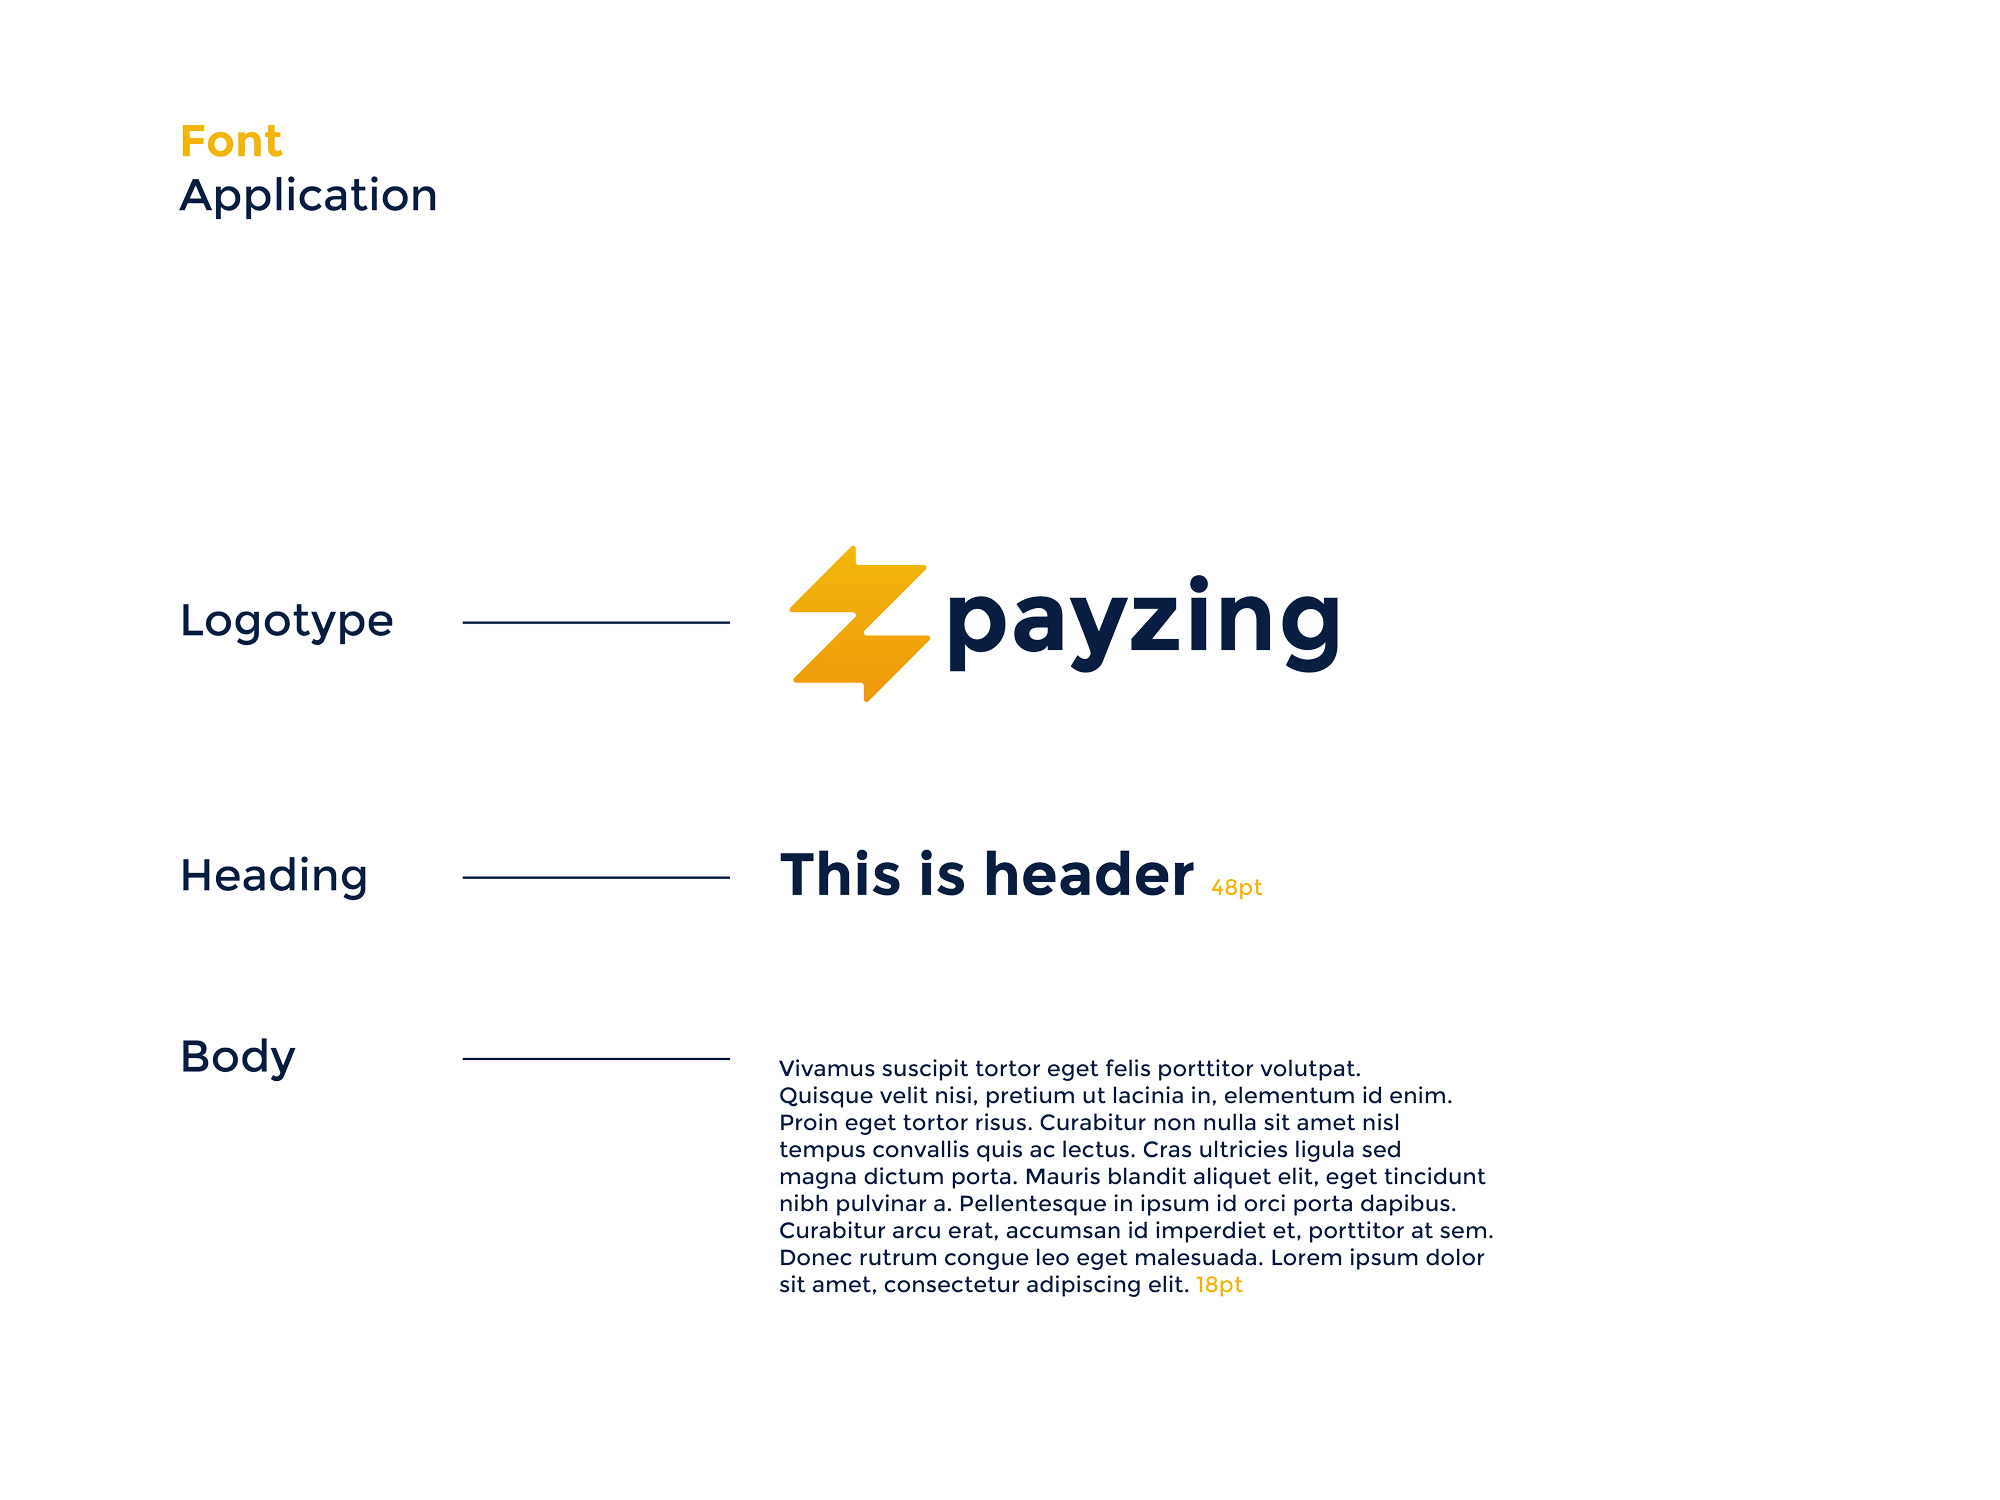 Font
Application
Logotype
payzing
Heading
This is header 48pt
Body
Vivamus suscipit tortor eget felis porttitor volutpat.
Quisque velit nisi, pretium ut lacinia in, elementum id enim.
Proin eget tortor risus. Curabitur non nulla sit amet nisl
tempus convallis quis ac lectus. Cras ultricies ligula sed
magna dictum porta. Mauris blandit aliquet elit, eget tincidunt
nibh pulvinar a. Pellentesque in ipsum id orci porta dapibus.
Curabitur arcu erat, accumsan id imperdiet et, porttitor at sem.
Donec rutrum congue leo eget malesuada. Lorem ipsum dolor
sit amet, consectetur adipiscing elit. 18pt